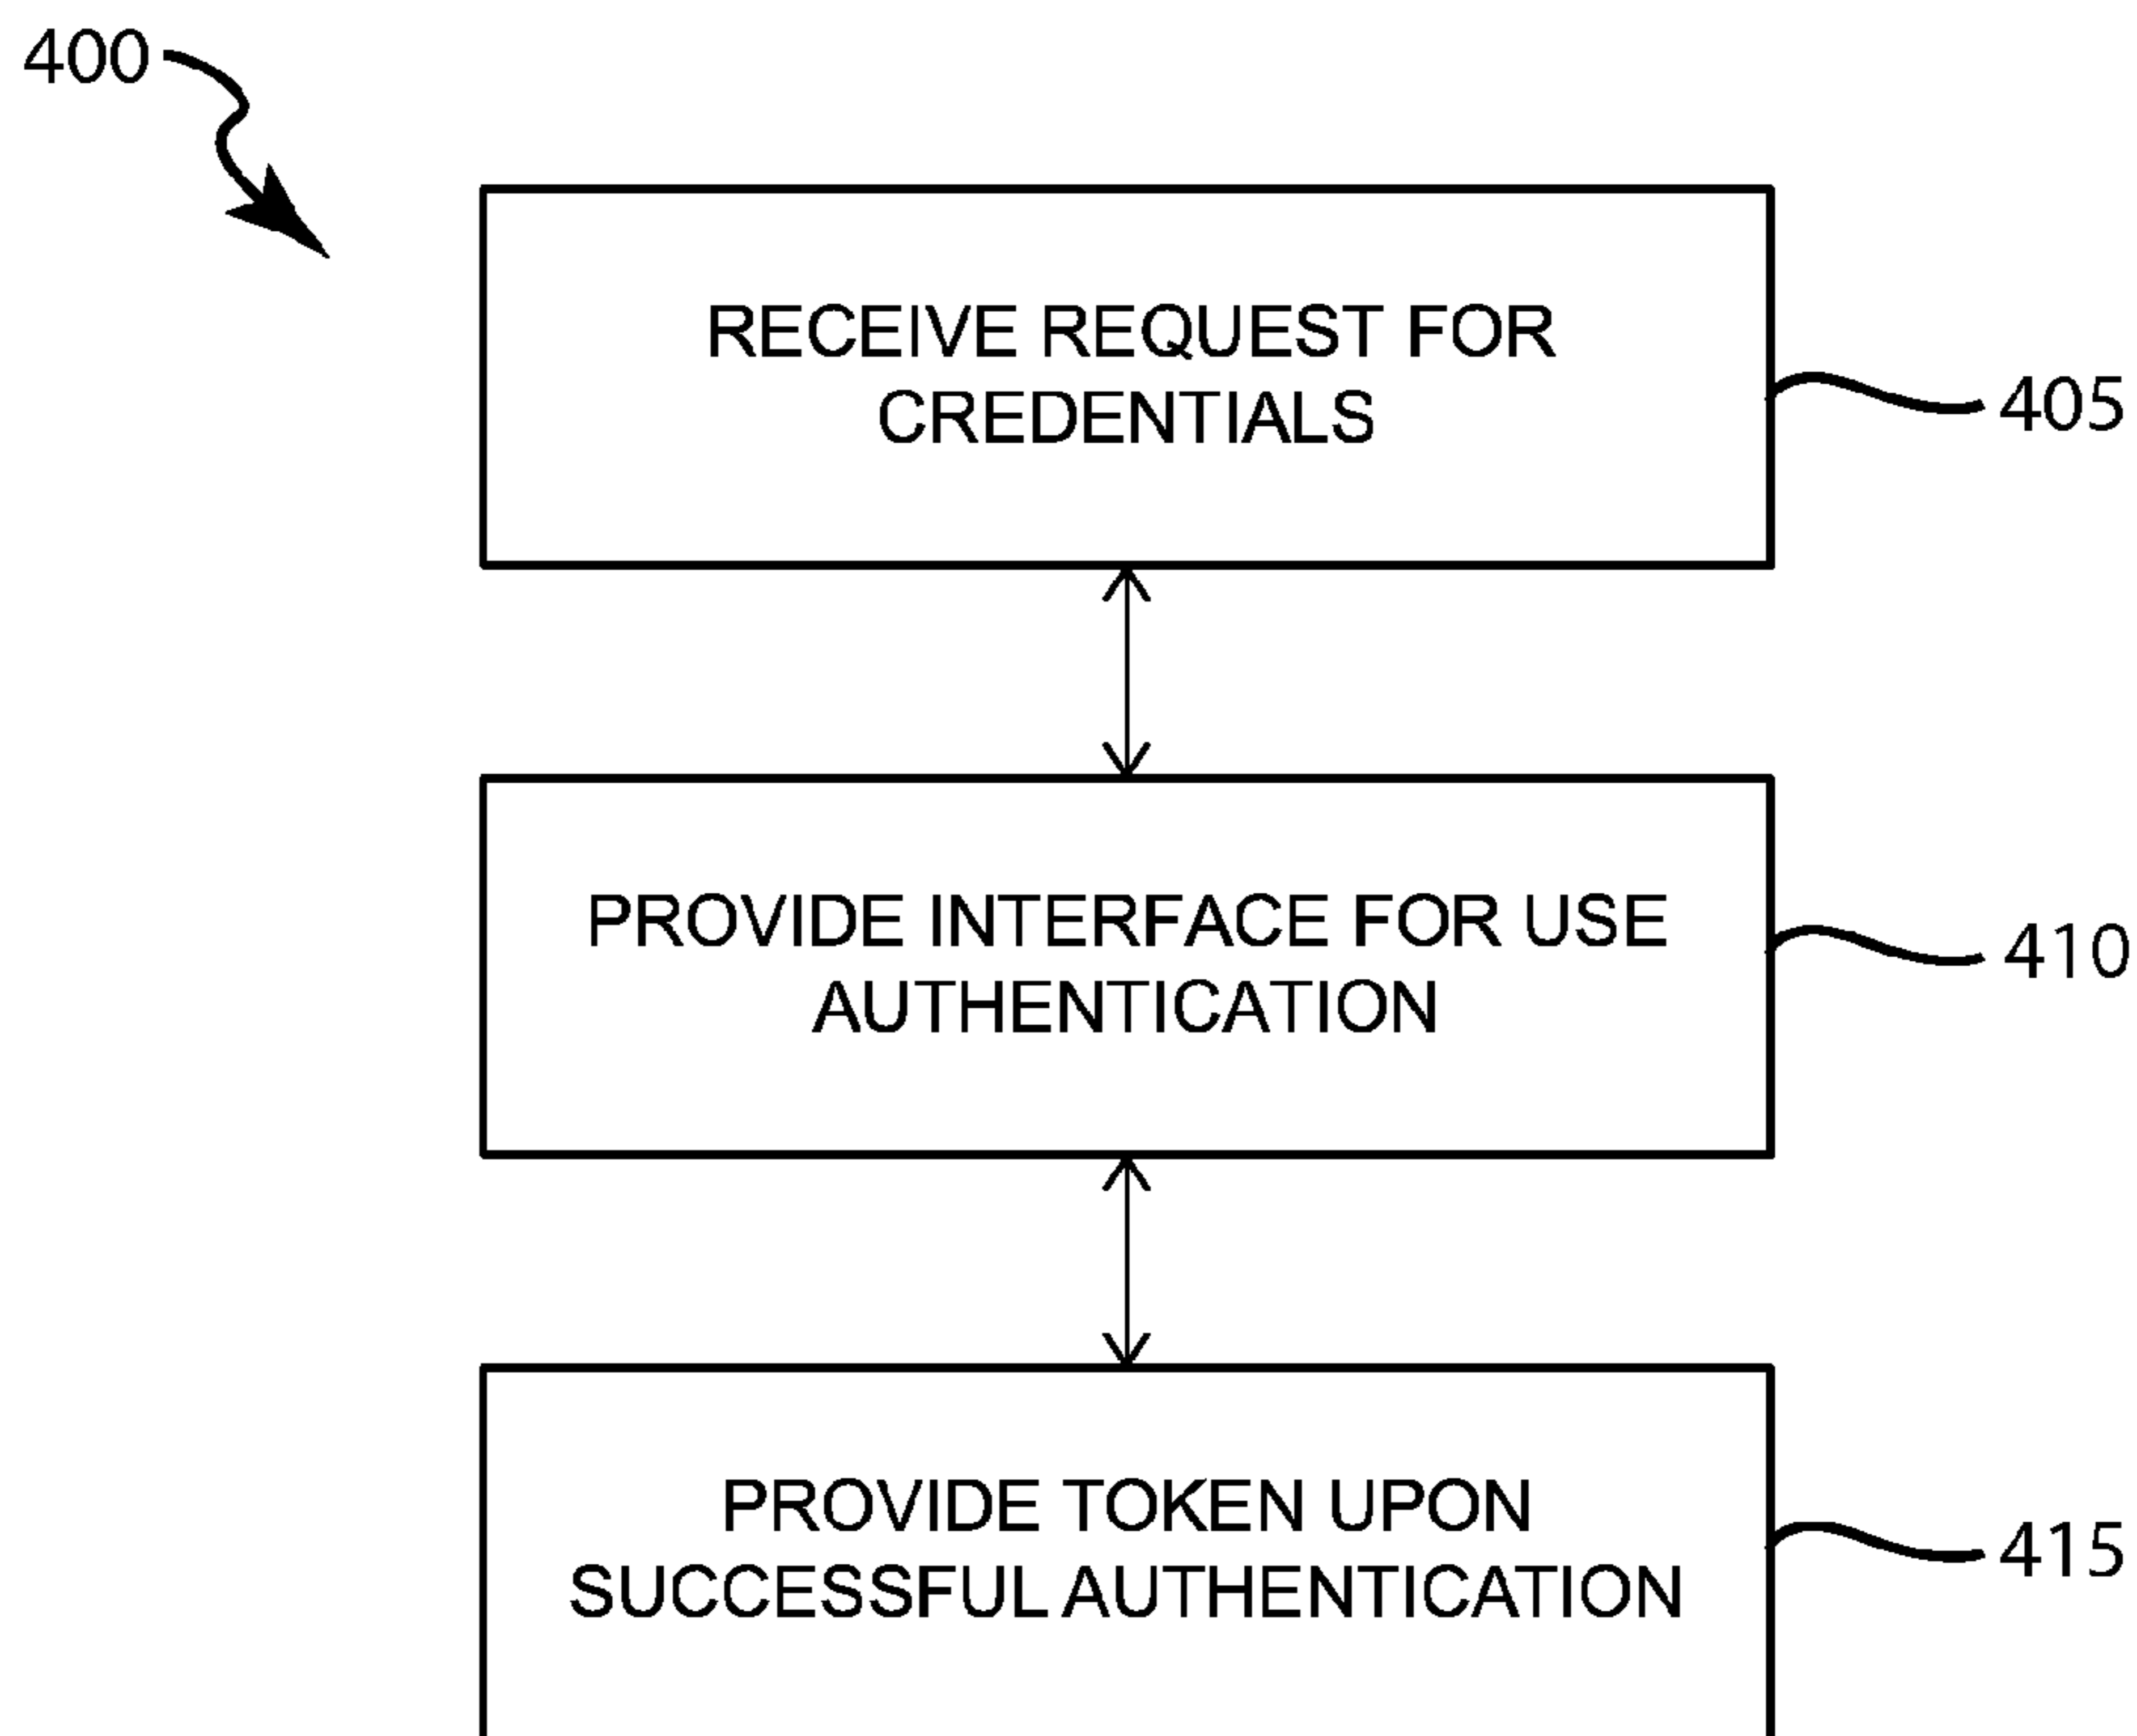 400
RECEIVE REQUEST FOR
CREDENTIALS
405
PROVIDE INTERFACE FOR USE
AUTHENTICATION
410
PROVIDE TOKEN UPON
SUCCESSFUL AUTHENTICATION
415